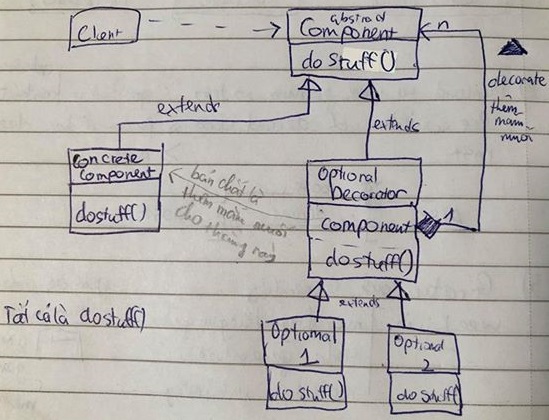 Client
abstract
Component
do stuff()
n
decorate
thêm
mắm
muối
extends
extends
Concrete
Component
dostuff()
bản chất là
thêm mắm muối
cho thằng này
Optional
Decorator
component
dostuff()
1
Tất cả là dostuff()
extends
Optional
1
do stuff()
Optional
2
do stuff()